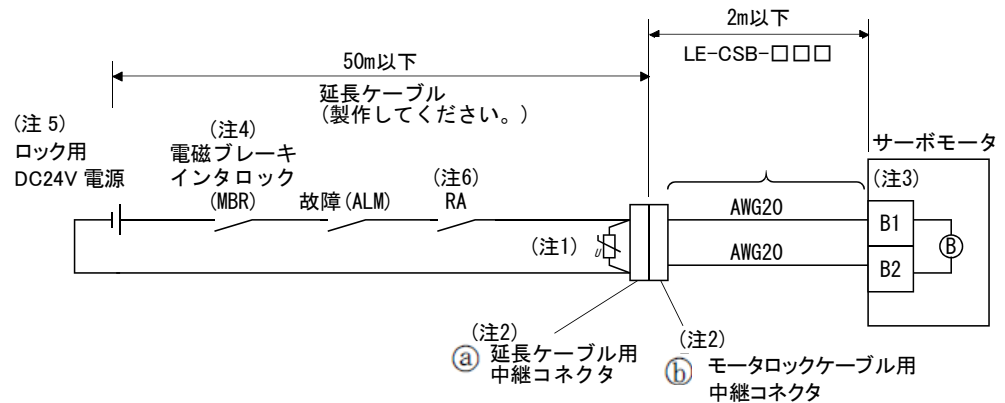 2m以下
LE-CSB-□□□
50m以下
延長ケーブル
(製作してください。)
(注 5)
ロック用
DC24V 電源
(注4)
電磁ブレーキ
インタロック
(MBR)
故障(ALM)
(注6)
RA
(注1)
U
AWG20
AWG20
サーボモータ
(注3)
B1
B2
B
(注2)
ⓐ 延長ケーブル用
中継コネクタ
(注2)
ⓑ モータロックケーブル用
中継コネクタ